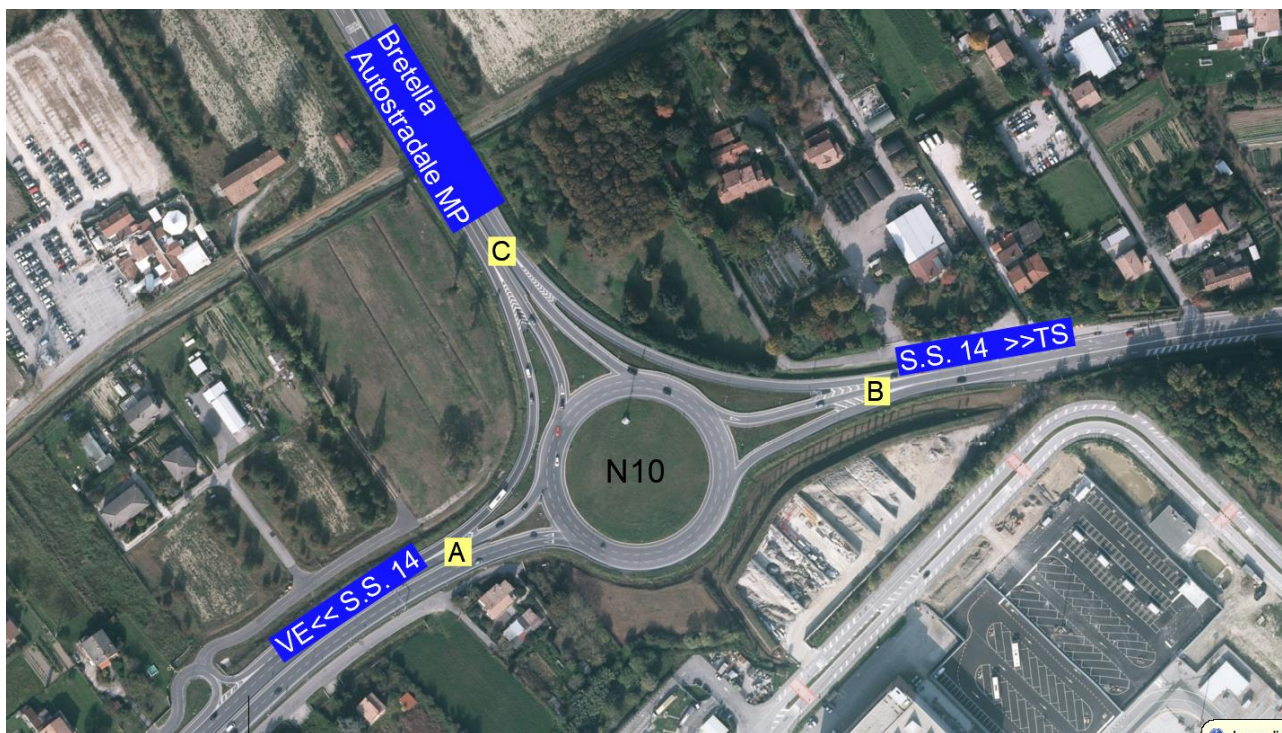 Bretella
Autostradale MP
C
S.S. 14 >>TS
B
N10
A
VE<< S.S. 14